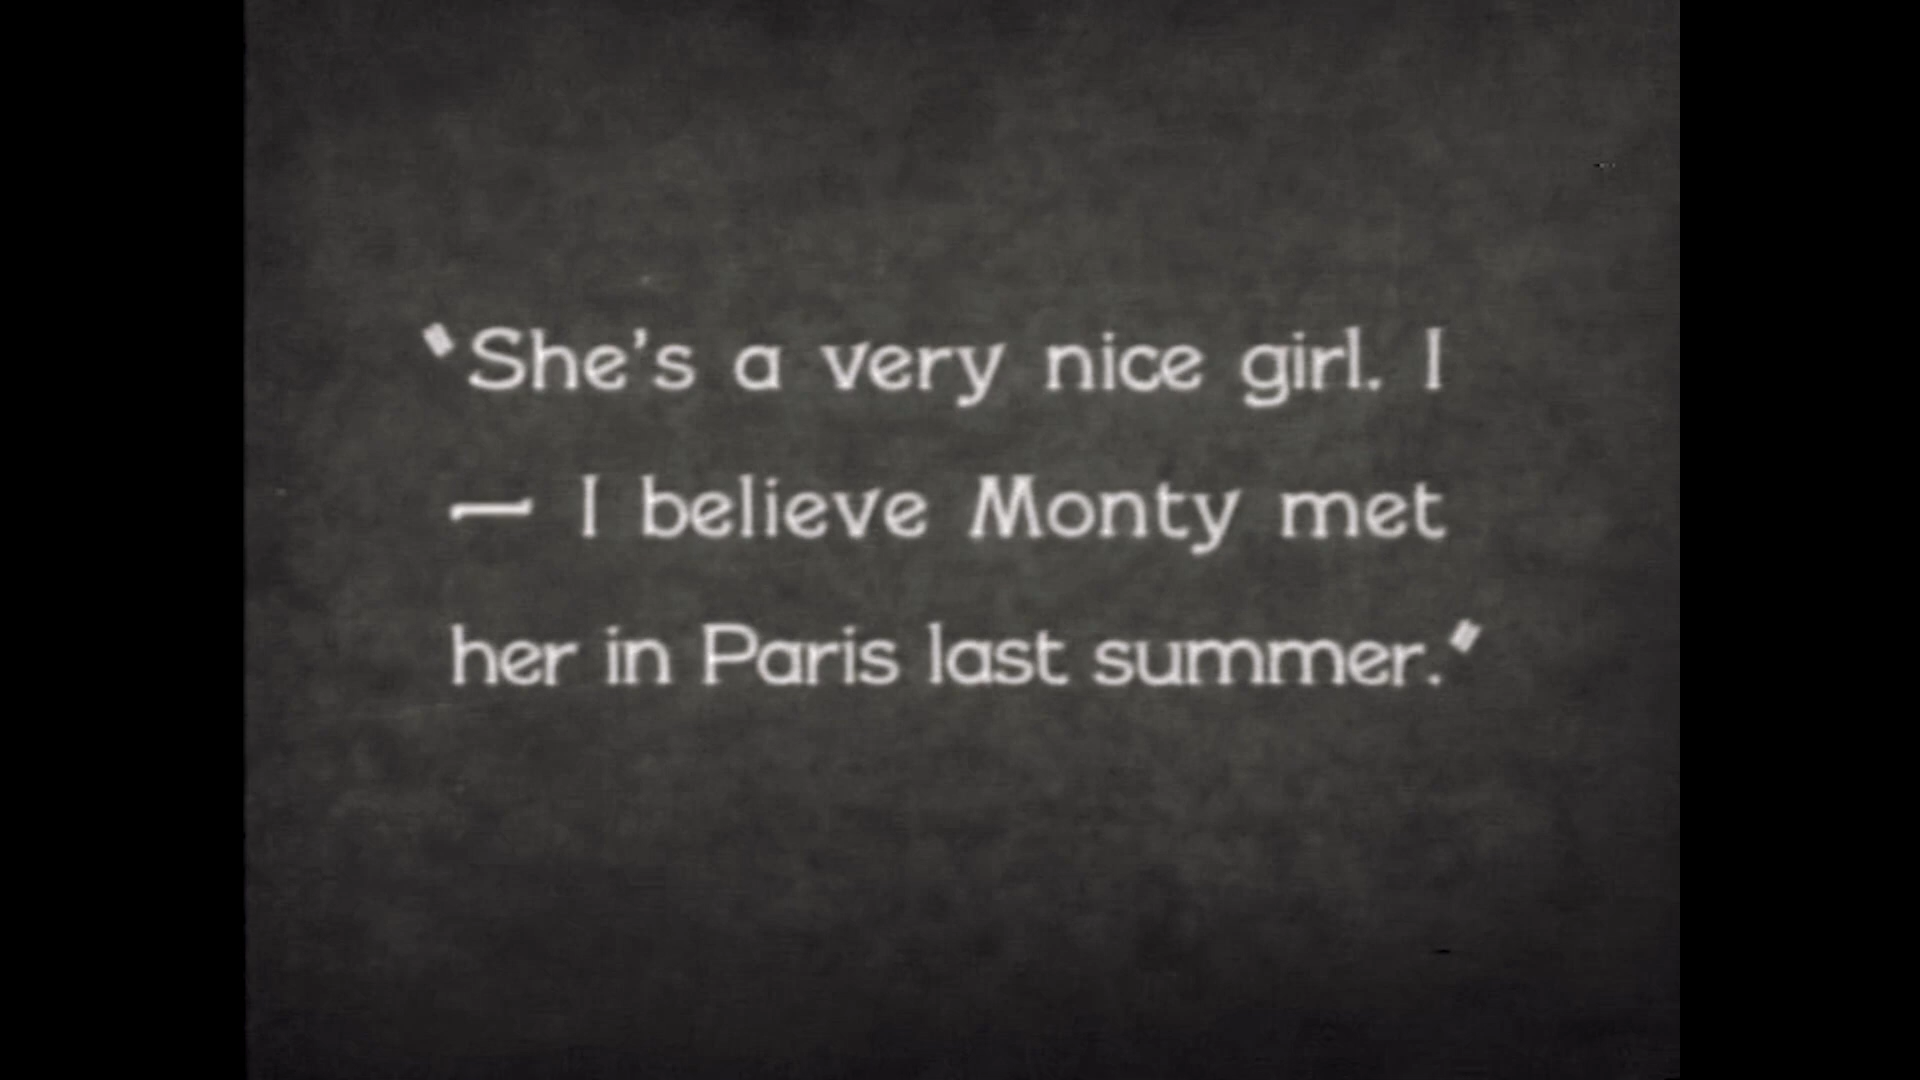 "She's a very nice girl. I
— I believe Monty met
her in Paris last summer."